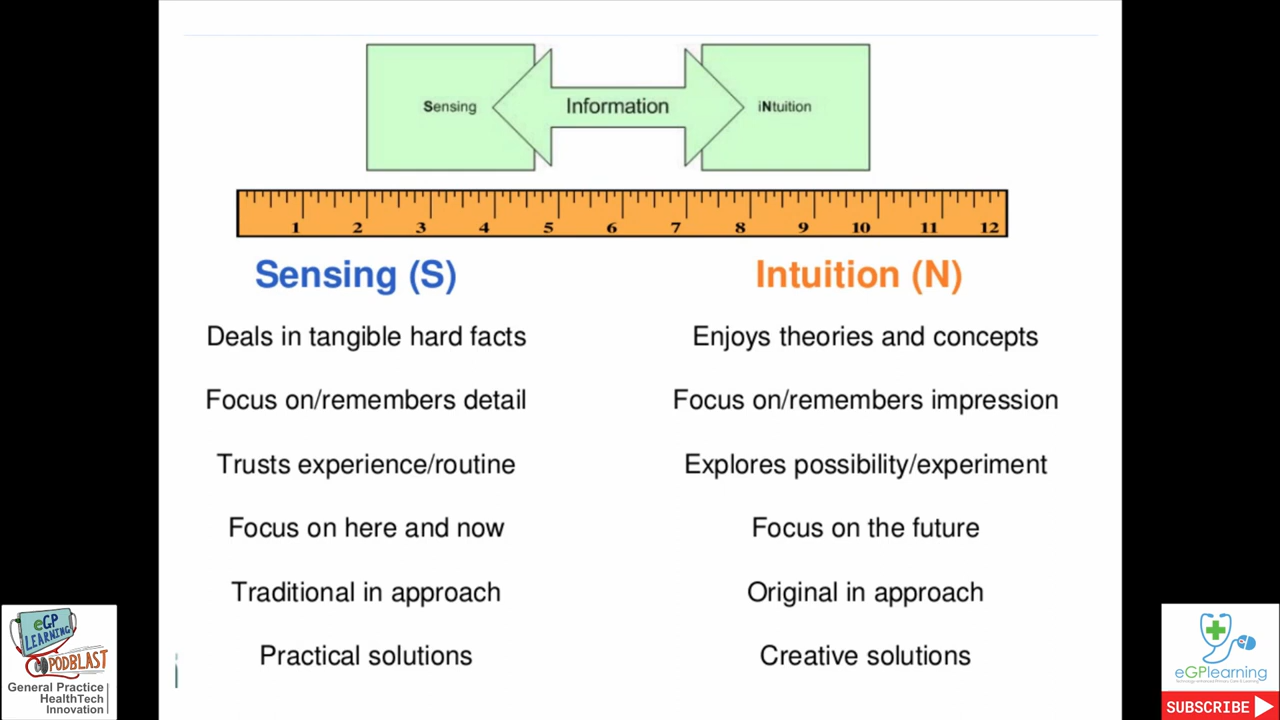 Sensing
Information
iNtuition
1 2 3 4 5 6 7 8 9 10 11 12
Sensing (S)
Intuition (N)
Deals in tangible hard facts
Enjoys theories and concepts
Focus on/remembers detail
Focus on/remembers impression
Trusts experience/routine
Explores possibility/experiment
Focus on here and now
Focus on the future
Traditional in approach
Original in approach
Practical solutions
Creative solutions
eGP
LEARNING
PODBLAST
General Practice
HealthTech
Innovation
eGPlearning
SUBSCRIBE